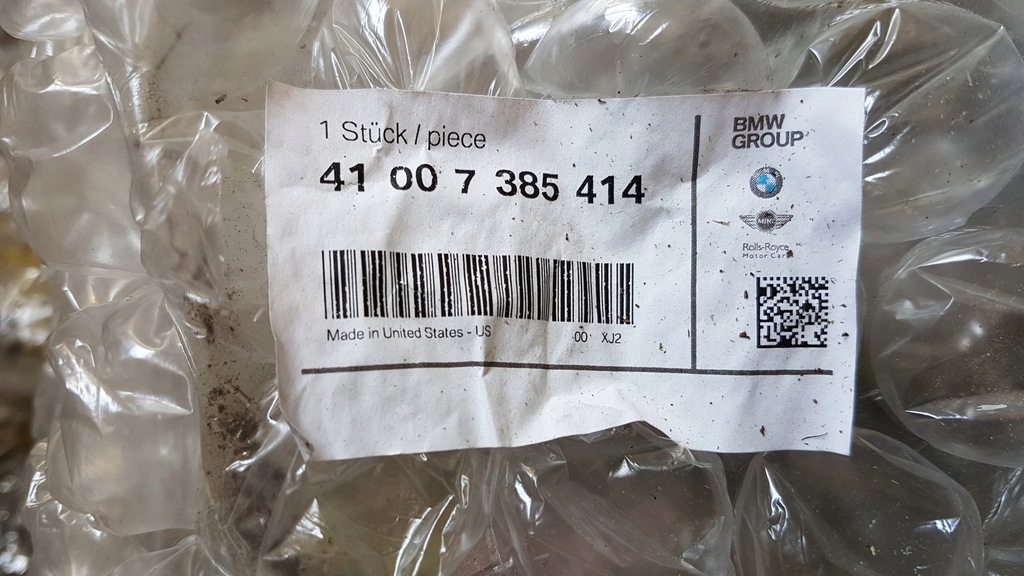 1 Stück / piece
41 00 7 385 414
Made in United States - US
00 XJ2
BMW
GROUP
MINI
Rolls-Royce
Motor Cars